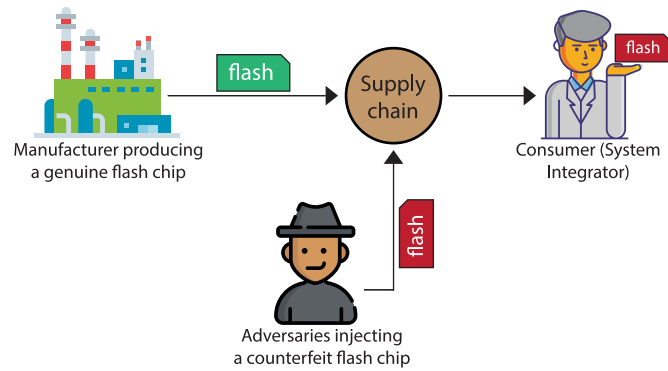 flash
flash
Supply
chain
Manufacturer producing
a genuine flash chip
Consumer (System
Integrator)
flash
Adversaries injecting
a counterfeit flash chip